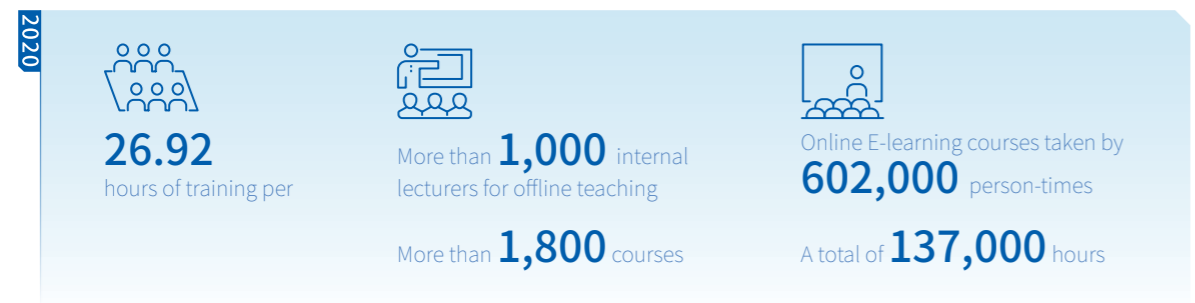 2020
26.92
hours of training per
More than 1,000 internal
lecturers for offline teaching
More than 1,800 courses
Online E-learning courses taken by
602,000 person-times
A total of 137,000 hours